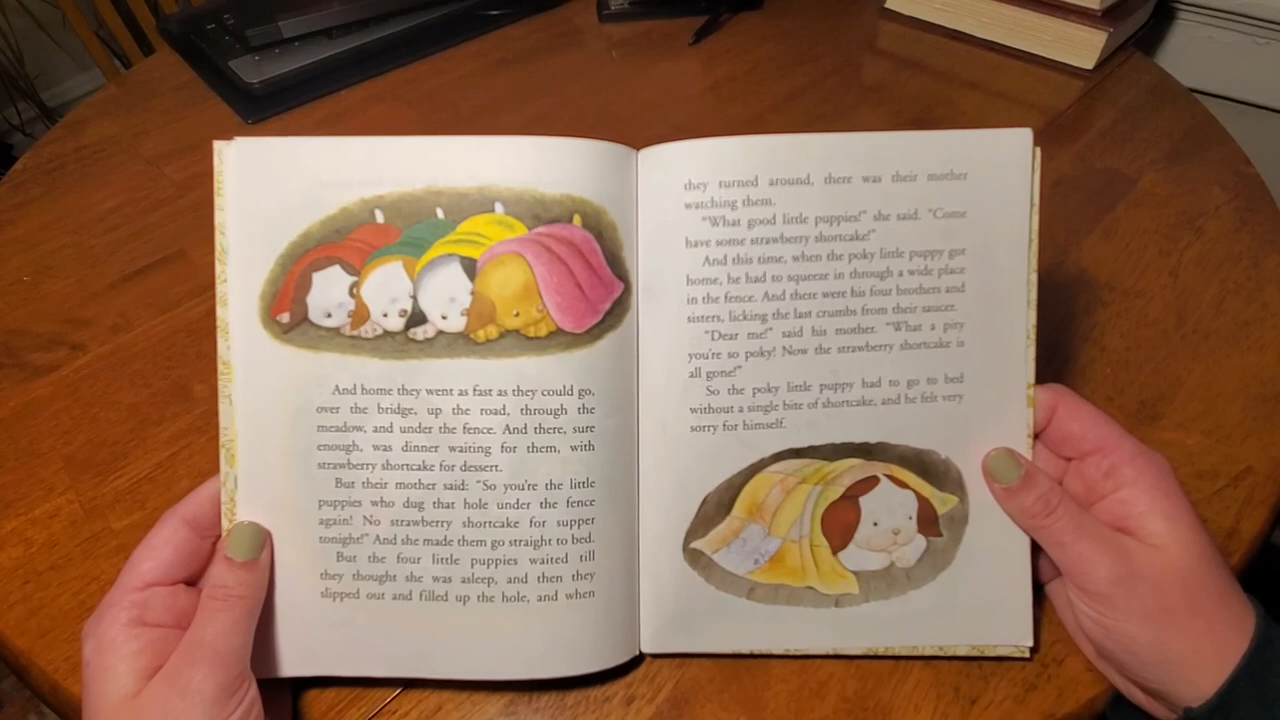 And home they went as fast as they could go,
over the bridge, up the road, through the
meadow, and under the fence. And there, sure
enough, was dinner waiting for them, with
strawberry shortcake for dessert.
But their mother said: “So you're the little
puppies who dug that hole under the fence
again! No strawberry shortcake for supper
tonight!” And she made them go straight to bed.
But the four little puppies waited till
they thought she was asleep, and then they
slipped out and filled up the hole, and when
they turned around, there was their mother
watching them.
“What good little puppies!” she said. “Come
have some strawberry shortcake!”
And this time, when the poky little puppy got
home, he had to squeeze in through a wide place
in the fence. And there were his four brothers and
sisters, licking the last crumbs from their saucer.
“Dear me!” said his mother. “What a pity
you're so poky! Now the strawberry shortcake is
all gone!”
So the poky little puppy had to go to bed
without a single bite of shortcake, and he felt very
sorry for himself.